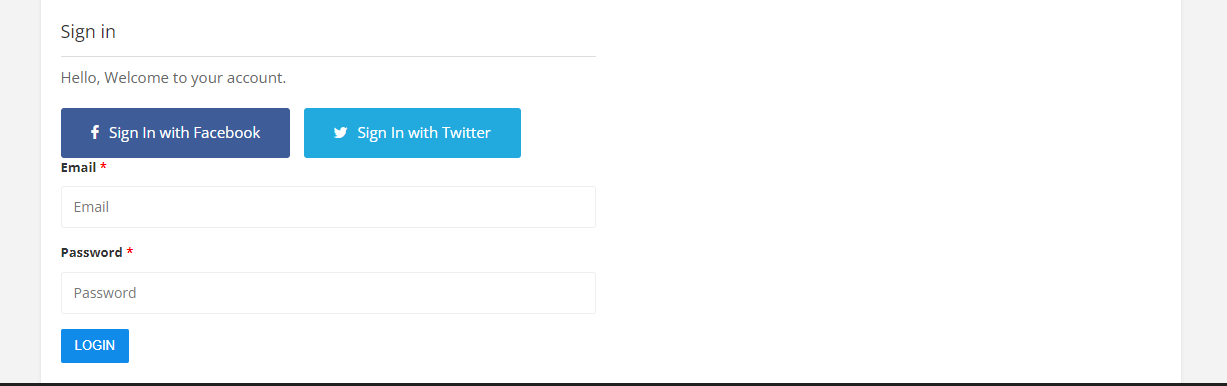 Sign in
Hello, Welcome to your account.
Sign In with Facebook Sign In with Twitter
Email *
Email
Password *
Password
LOGIN